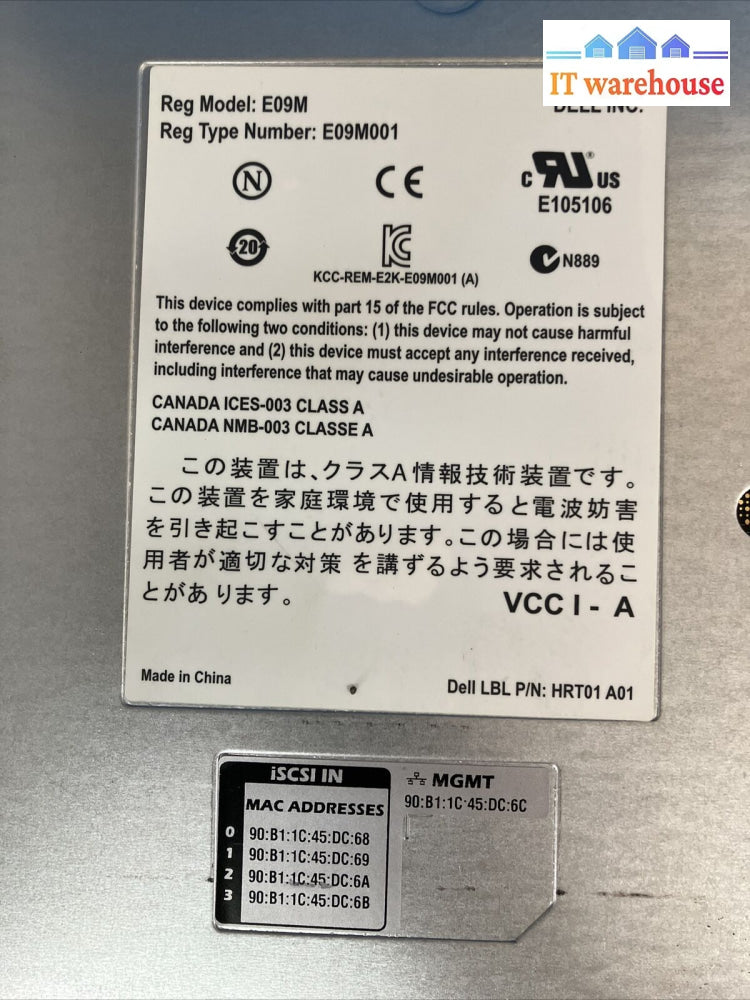 IT warehouse
Reg Model: E09M
DELL INC.
Reg Type Number: E09M001
N
CE
c RU ® US
E105106
20
KCC-REM-E2K-E09M001 (A)
N889
This device complies with part 15 of the FCC rules. Operation is subject
to the following two conditions: (1) this device may not cause harmful
interference and (2) this device must accept any interference received,
including interference that may cause undesirable operation.
CANADA ICES-003 CLASS A
CANADA NMB-003 CLASSE A
この装置は、クラスA情報技術装置です。
この装置を家庭環境で使用すると電波妨害
を引き起こすことがあります。この場合には使
用者が適切な対策 を講ずるよう要求されるこ
とがあります。
VCC I - A
Made in China
Dell LBL P/N: HRT01 A01
iSCSI IN
MAC ADDRESSES
0 90:B1:1C:45:DC:68
1 90:B1:1C:45:DC:69
2 90:B1:1C:45:DC:6A
3 90:B1:1C:45:DC:6B
MGMT
90:B1:1C:45:DC:6C